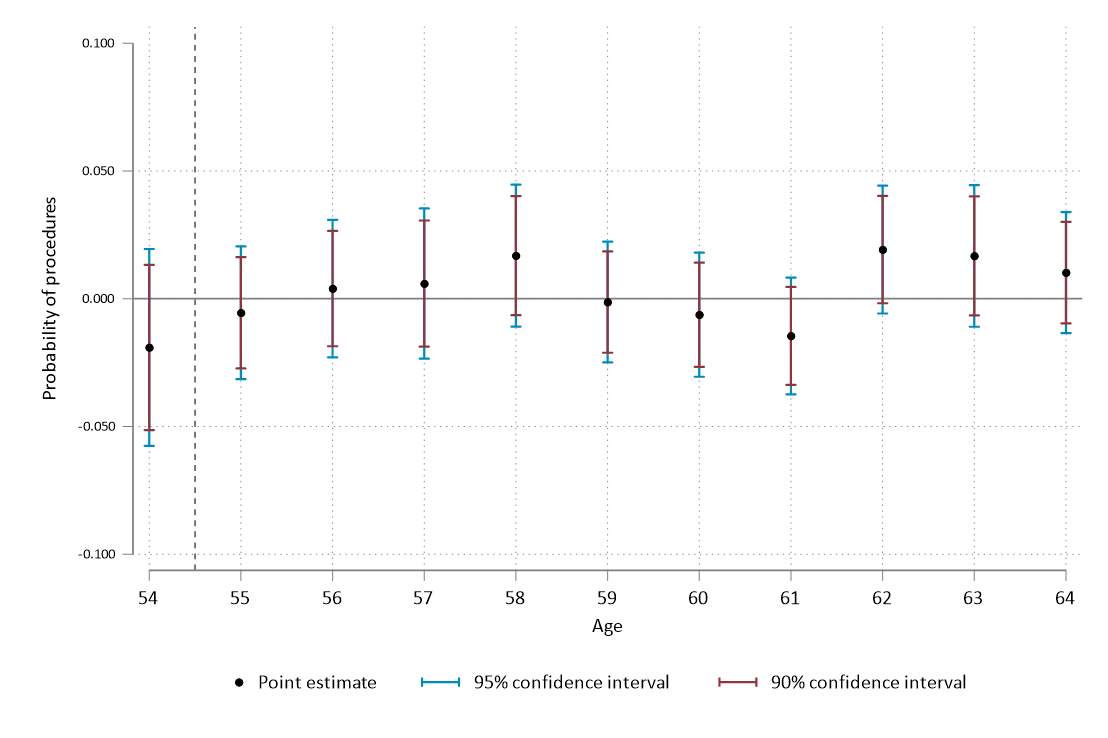 Probability of procedures
0.100
0.050
0.000
-0.050
-0.100
54 55 56 57 58 59 60 61 62 63 64
Age
Point estimate 95% confidence interval 90% confidence interval